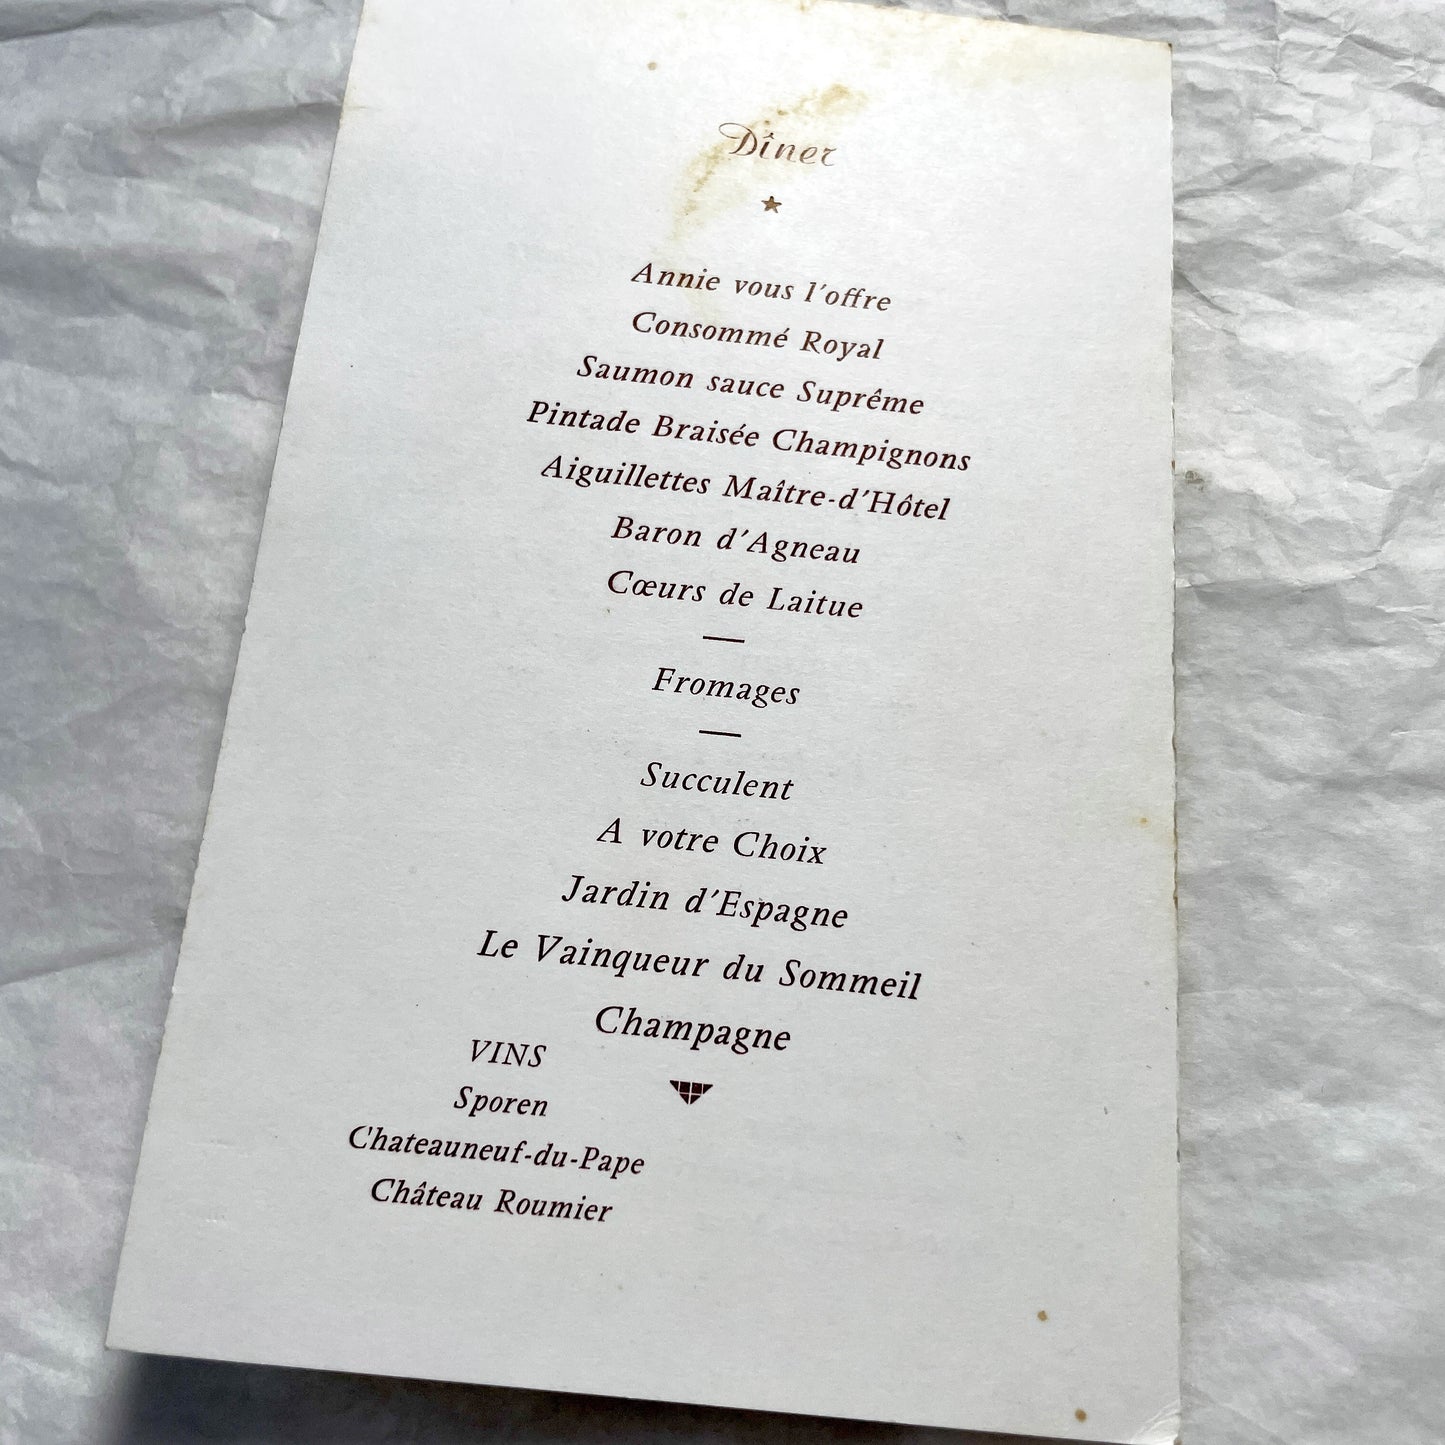 Dîner
Annie vous l'offre
Consommé Royal
Saumon sauce Suprême
Pintade Braisée Champignons
Aiguillettes Maître-d'Hôtel
Baron d'Agneau
Cœurs de Laitue
Fromages
Succulent
A votre Choix
Jardin d'Espagne
Le Vainqueur du Sommeil
Champagne
VINS
Sporen
Chateauneuf-du-Pape
Château Roumier